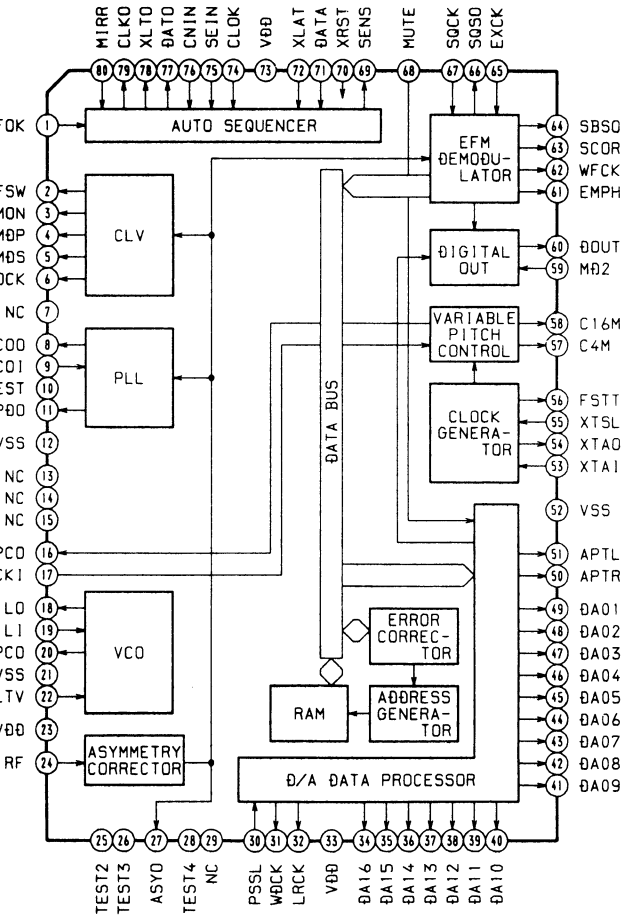 MIRR
CLKO
XLTO
DATO
CNIN
SEIN
CLOK
VDD
XLAT
DATA
XRST
SENS
MUTE
SQCK
SQSO
EXCK
80 79 78 77 76 75 74 73 72 71 70 69 68 67 66 65
FOK 1
AUTO SEQUENCER
EFM
DEMODU-
LATOR
64 SBSO
63 SCOR
62 WFCK
61 EMPH
FSW 2
MON 3
MDP 4
MDS 5
OCK 6
CLV
DIGITAL
OUT
60 DOUT
59 MD2
NC 7
VARIABLE
PITCH
CONTROL
58 C16M
57 C4M
COO 8
COI 9
EST 10
PDO 11
PLL
DATA BUS
CLOCK
GENERA-
TOR
56 FSTT
55 XTSL
54 XTAO
53 XTAI
VSS 12
NC 13
NC 14
NC 15
52 VSS
PCO 16
CKI 17
51 APTL
50 APTR
LO 18
LI 19
PCO 20
VSS 21
LTV 22
VCO
ERROR
CORREC-
TOR
RAM
ADDRESS
GENERA-
TOR
49 DA01
48 DA02
47 DA03
46 DA04
45 DA05
44 DA06
43 DA07
42 DA08
41 DA09
VDD 23
RF 24
ASYMMETRY
CORRECTOR
D/A DATA PROCESSOR
25 26 27 28 29 30 31 32 33 34 35 36 37 38 39 40
TEST2
TEST3
ASYO
TEST4
NC
PSSL
WDCK
LRCK
VDD
DA16
DA15
DA14
DA13
DA12
DA11
DA10